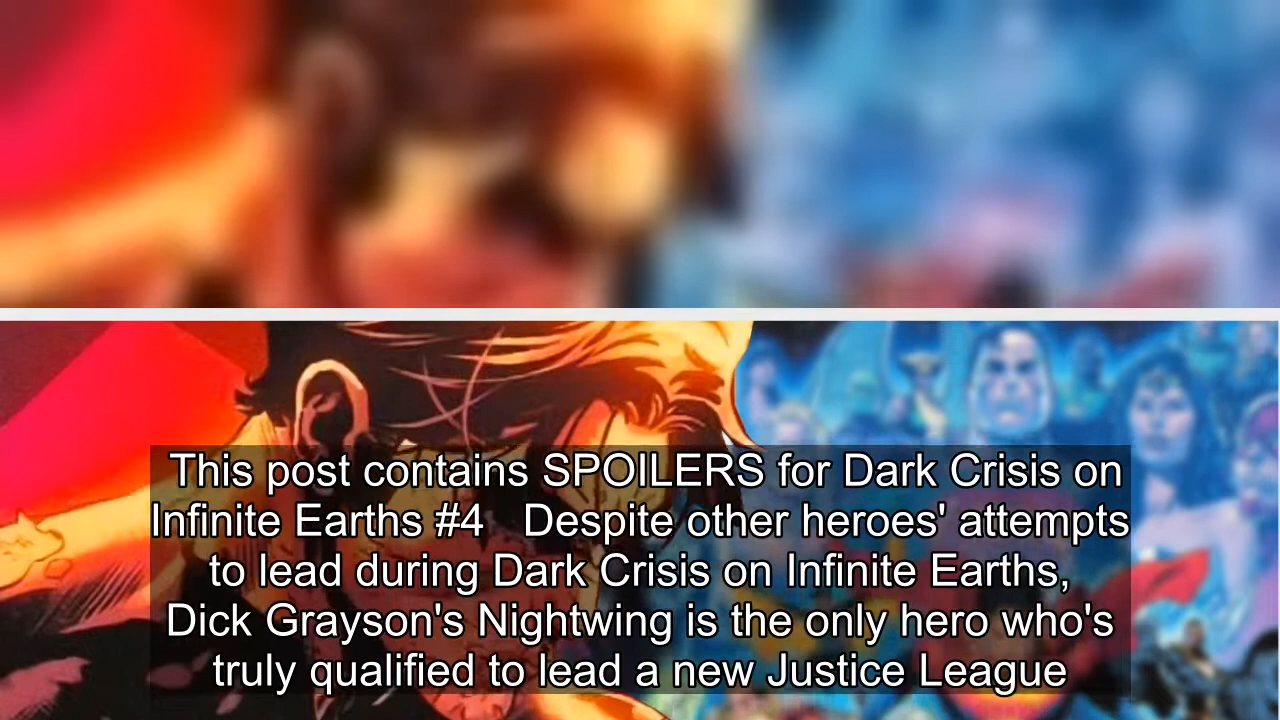 This post contains SPOILERS for Dark Crisis on
Infinite Earths #4   Despite other heroes' attempts
to lead during Dark Crisis on Infinite Earths,
Dick Grayson's Nightwing is the only hero who's
truly qualified to lead a new Justice League